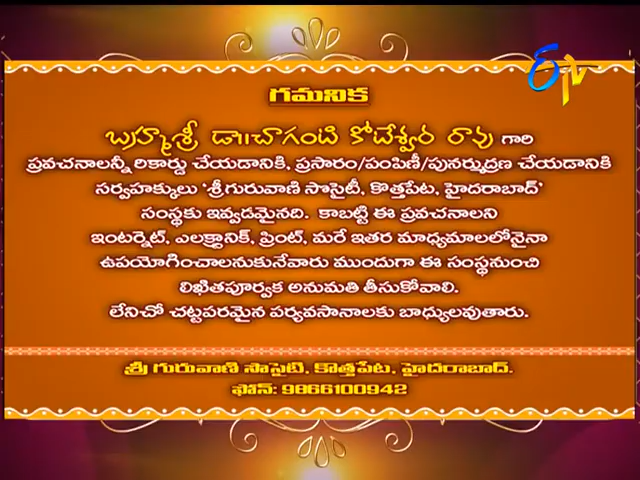 ETV
గమనిక
బ్రహ్మశ్రీ డా॥చాగంటి కోటేశ్వర రావు గారి
ప్రవచనాలన్నీ రికార్డు చేయడానికి, ప్రసారం/పంపిణీ/పునర్ముద్రణ చేయడానికి
సర్వహక్కులు 'శ్రీగురువాణి సొసైటీ, కొత్తపేట, హైదరాబాద్'
సంస్థకు ఇవ్వడమైనది. కాబట్టి ఈ ప్రవచనాలని
ఇంటర్నెట్, ఎలక్ట్రానిక్, ప్రింట్, మరే ఇతర మాధ్యమాలలోనైనా
ఉపయోగించాలనుకునేవారు ముందుగా ఈ సంస్థనుంచి
లిఖితపూర్వక అనుమతి తీసుకోవాలి.
లేనిచో చట్టపరమైన పర్యవసానాలకు బాధ్యులవుతారు.
శ్రీ గురువాణి సొసైటి, కొత్తపేట, హైదరాబాద్.
ఫోన్: 9866100942